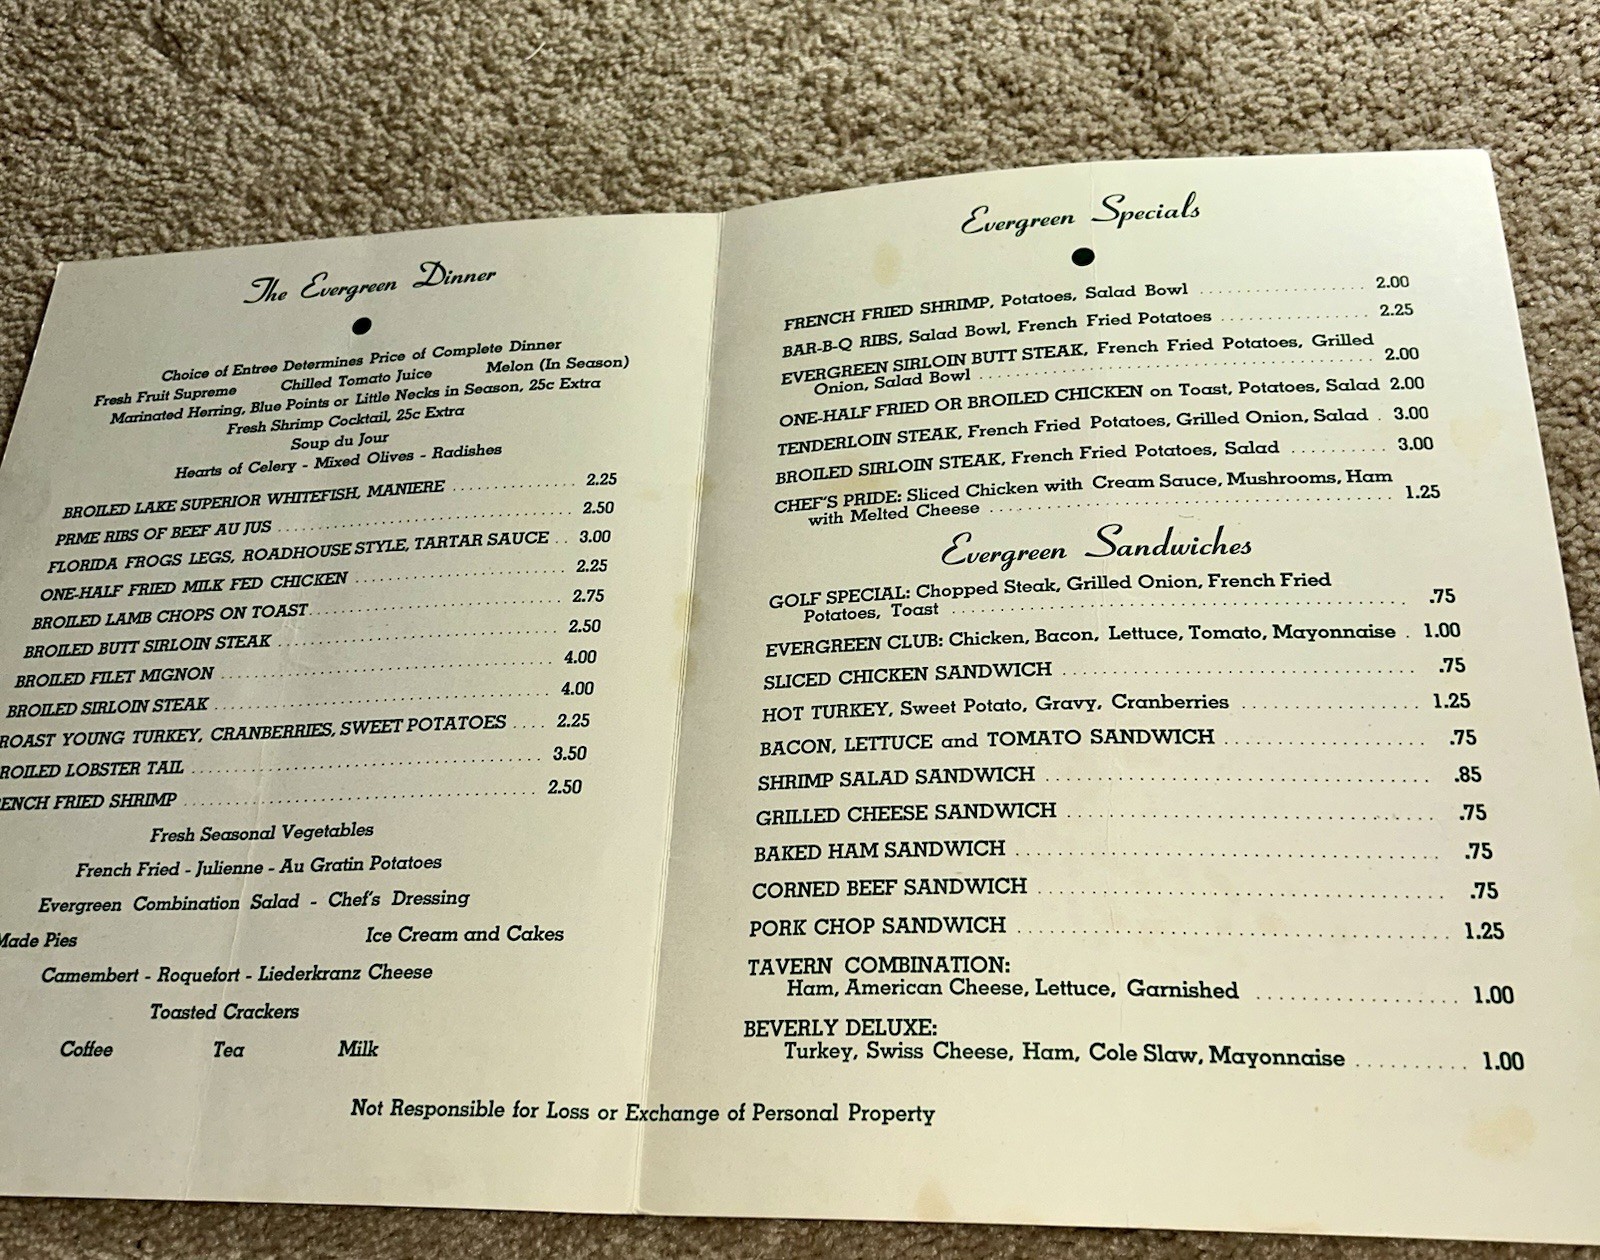 The Evergreen Dinner
Choice of Entree Determines Price of Complete Dinner
Fresh Fruit Supreme Chilled Tomato Juice Melon (In Season)
Marinated Herring, Blue Points or Little Necks in Season, 25c Extra
Fresh Shrimp Cocktail, 25c Extra
Soup du Jour
Hearts of Celery - Mixed Olives - Radishes
BROILED LAKE SUPERIOR WHITEFISH, MANIERE 2.25
PRME RIBS OF BEEF AU JUS 2.50
FLORIDA FROGS LEGS, ROADHOUSE STYLE, TARTAR SAUCE 3.00
ONE-HALF FRIED MILK FED CHICKEN 2.25
BROILED LAMB CHOPS ON TOAST 2.75
BROILED BUTT SIRLOIN STEAK 2.50
BROILED FILET MIGNON 4.00
BROILED SIRLOIN STEAK 4.00
ROAST YOUNG TURKEY, CRANBERRIES, SWEET POTATOES 2.25
ROILED LOBSTER TAIL 3.50
ENCH FRIED SHRIMP 2.50
Fresh Seasonal Vegetables
French Fried - Julienne - Au Gratin Potatoes
Evergreen Combination Salad - Chef's Dressing
Made Pies Ice Cream and Cakes
Camembert - Roquefort - Liederkranz Cheese
Toasted Crackers
Coffee Tea Milk
Evergreen Specials
FRENCH FRIED SHRIMP, Potatoes, Salad Bowl 2.00
BAR-B-Q RIBS, Salad Bowl, French Fried Potatoes 2.25
EVERGREEN SIRLOIN BUTT STEAK, French Fried Potatoes, Grilled
Onion, Salad Bowl 2.00
ONE-HALF FRIED OR BROILED CHICKEN on Toast, Potatoes, Salad 2.00
TENDERLOIN STEAK, French Fried Potatoes, Grilled Onion, Salad 3.00
BROILED SIRLOIN STEAK, French Fried Potatoes, Salad 3.00
CHEF'S PRIDE: Sliced Chicken with Cream Sauce, Mushrooms, Ham
with Melted Cheese 1.25
Evergreen Sandwiches
GOLF SPECIAL: Chopped Steak, Grilled Onion, French Fried
Potatoes, Toast .75
EVERGREEN CLUB: Chicken, Bacon, Lettuce, Tomato, Mayonnaise 1.00
SLICED CHICKEN SANDWICH .75
HOT TURKEY, Sweet Potato, Gravy, Cranberries 1.25
BACON, LETTUCE and TOMATO SANDWICH .75
SHRIMP SALAD SANDWICH .85
GRILLED CHEESE SANDWICH .75
BAKED HAM SANDWICH .75
CORNED BEEF SANDWICH .75
PORK CHOP SANDWICH 1.25
TAVERN COMBINATION:
Ham, American Cheese, Lettuce, Garnished 1.00
BEVERLY DELUXE:
Turkey, Swiss Cheese, Ham, Cole Slaw, Mayonnaise 1.00
Not Responsible for Loss or Exchange of Personal Property